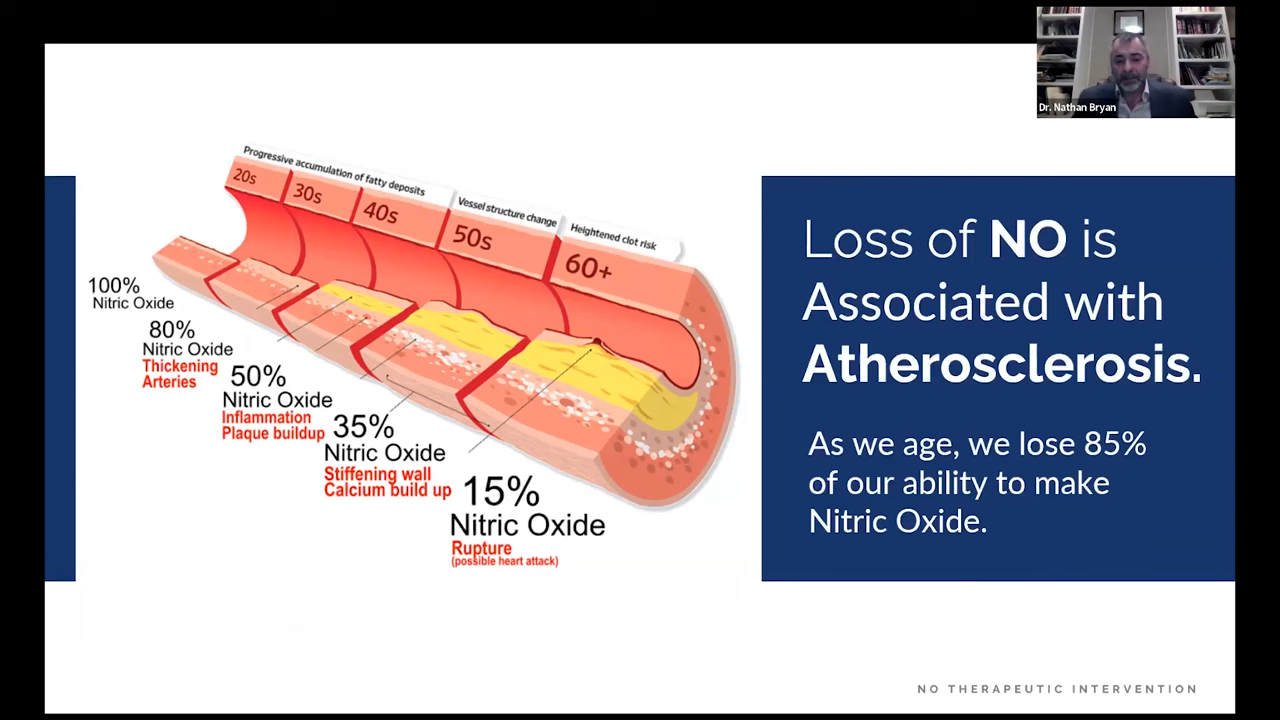 Dr. Nathan Bryan
Progressive accumulation of fatty deposits
Vessel structure change
Heightened clot risk
20s
30s
40s
50s
60+
100%
Nitric Oxide
80%
Nitric Oxide
Thickening
Arteries
50%
Nitric Oxide
Inflammation
Plaque buildup
35%
Nitric Oxide
Stiffening wall
Calcium build up
15%
Nitric Oxide
Rupture
(possible heart attack)
Loss of NO is
Associated with
Atherosclerosis.
As we age, we lose 85%
of our ability to make
Nitric Oxide.
NO THERAPEUTIC INTERVENTION